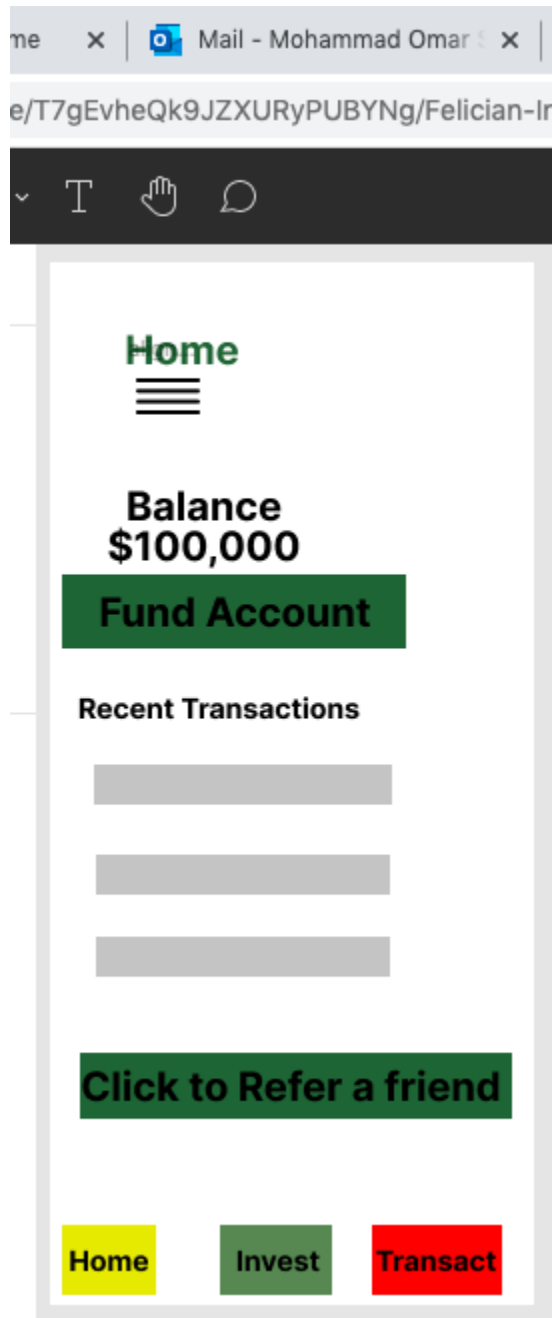 me
Mail - Mohammad Omar S
e/T7gEvheQk9JZXURyPUBYNg/Felician-Ir
T
Home
Balance
$100,000
Fund Account
Recent Transactions
Click to Refer a friend
Home Invest Transact